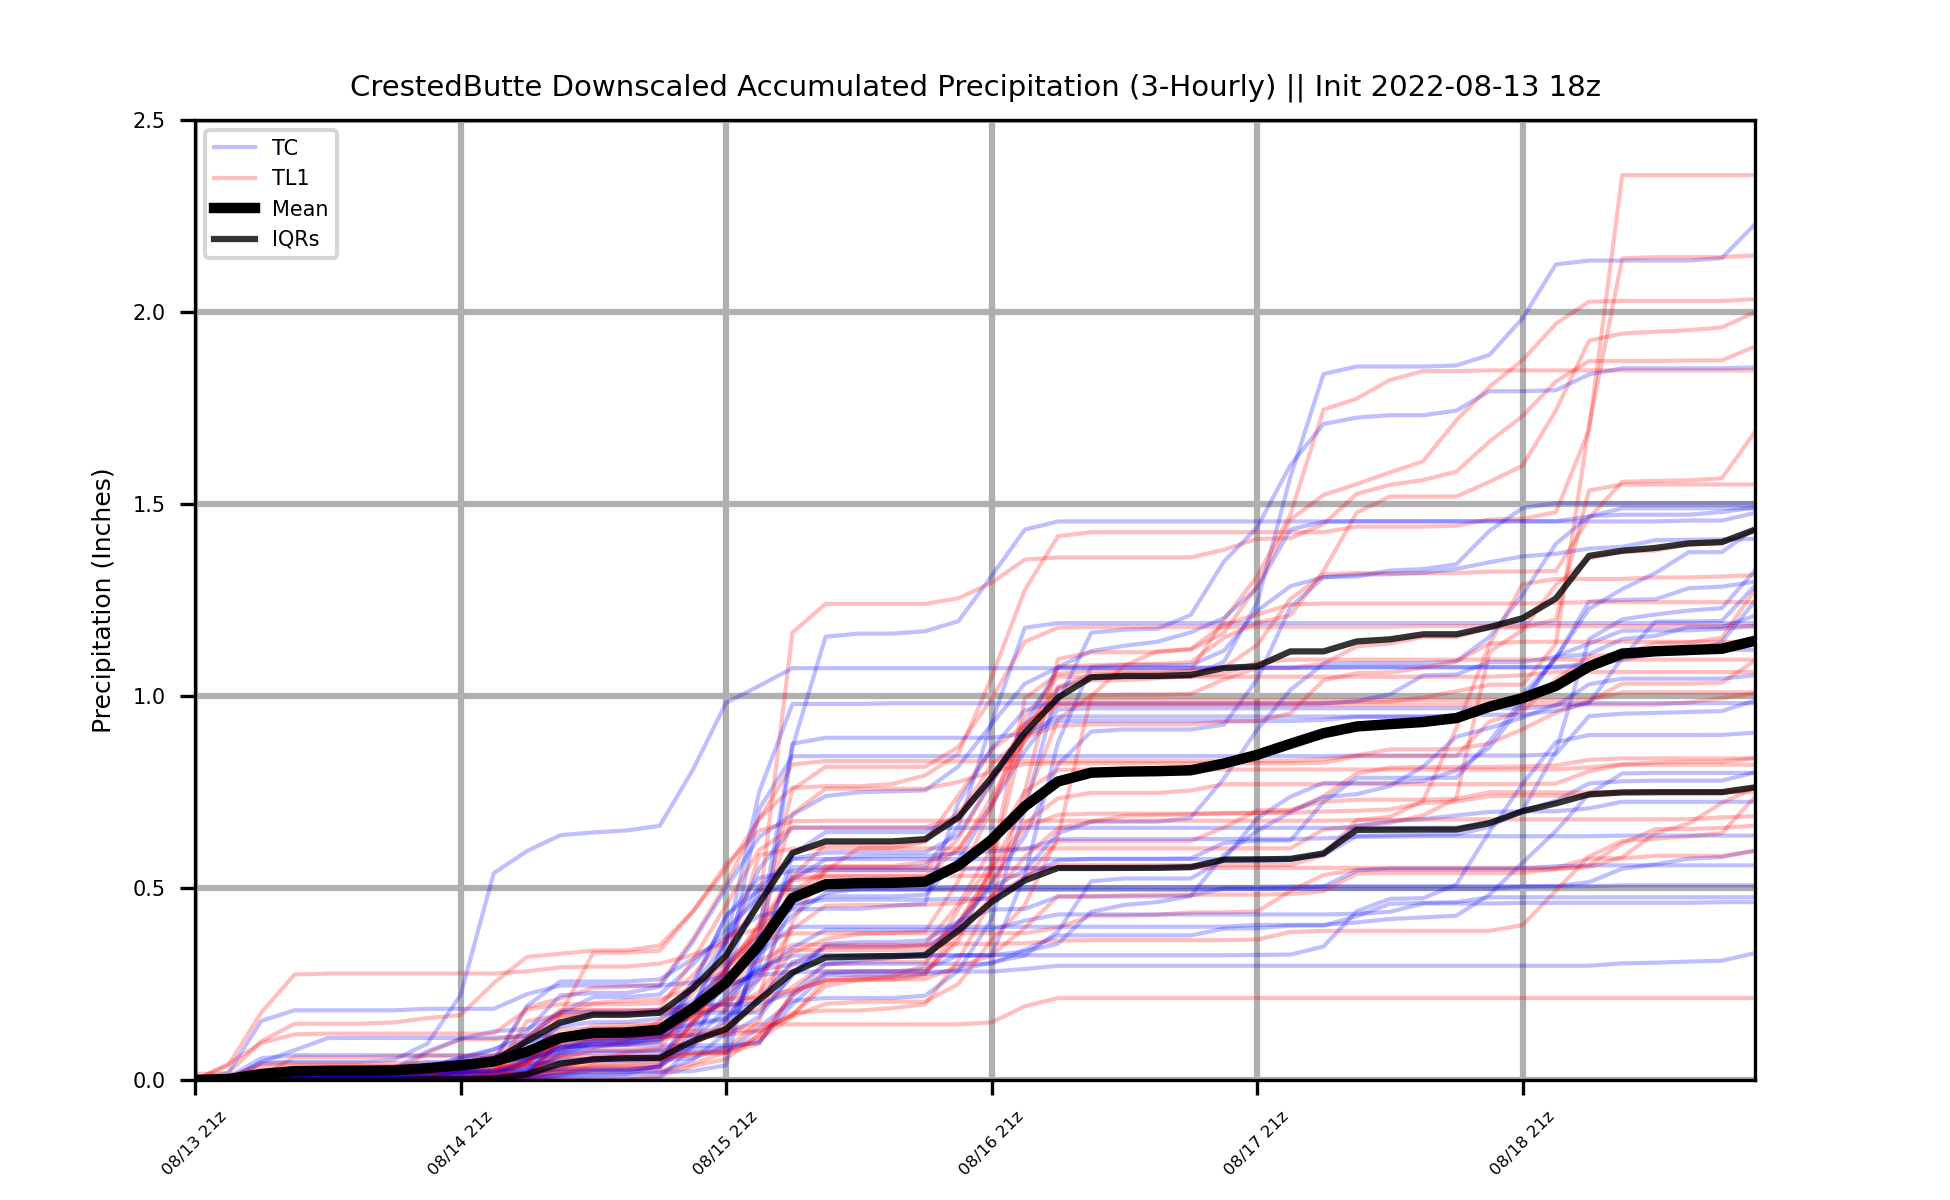 CrestedButte Downscaled Accumulated Precipitation (3-Hourly) || Init 2022-08-13 18z
2.5
2.0
1.5
1.0
0.5
0.0
Precipitation (Inches)
TC
TL1
Mean
IQRs
08/13 21z
08/14 21z
08/15 21z
08/16 21z
08/17 21z
08/18 21z